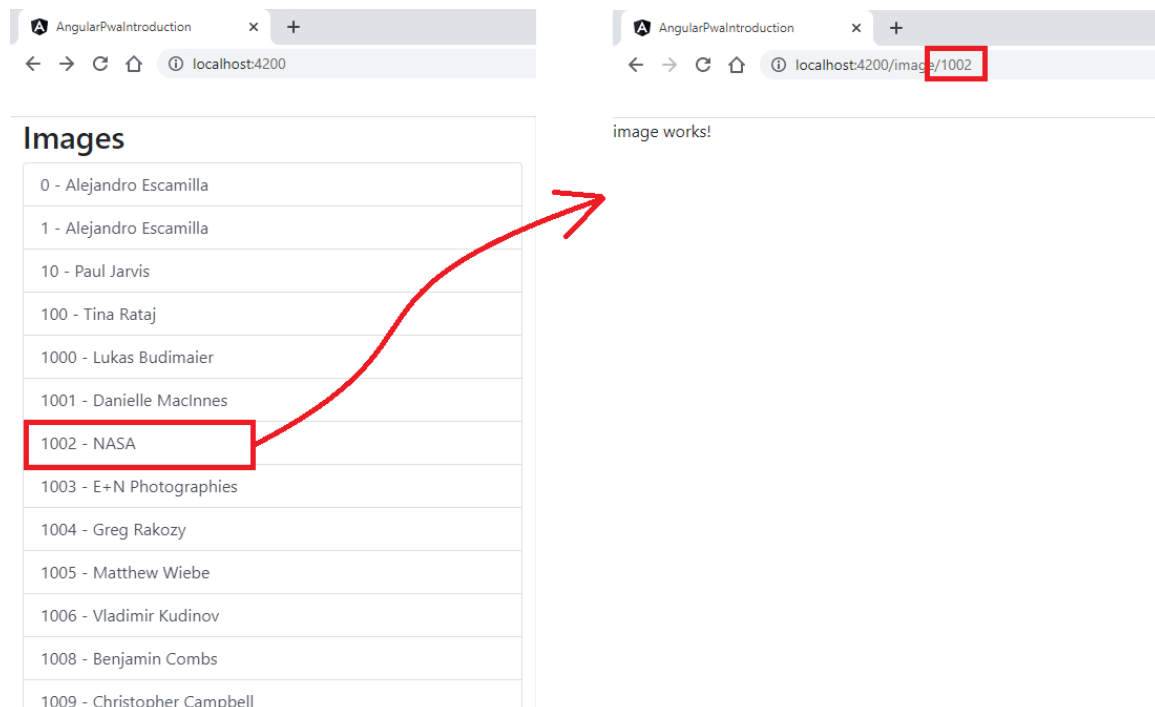 AngularPwaIntroduction
localhost:4200
Images
0 - Alejandro Escamilla
1 - Alejandro Escamilla
10 - Paul Jarvis
100 - Tina Rataj
1000 - Lukas Budimaier
1001 - Danielle MacInnes
1002 - NASA
1003 - E+N Photographies
1004 - Greg Rakozy
1005 - Matthew Wiebe
1006 - Vladimir Kudinov
1008 - Benjamin Combs
1009 - Christopher Campbell
AngularPwaIntroduction
localhost:4200/image/1002
image works!